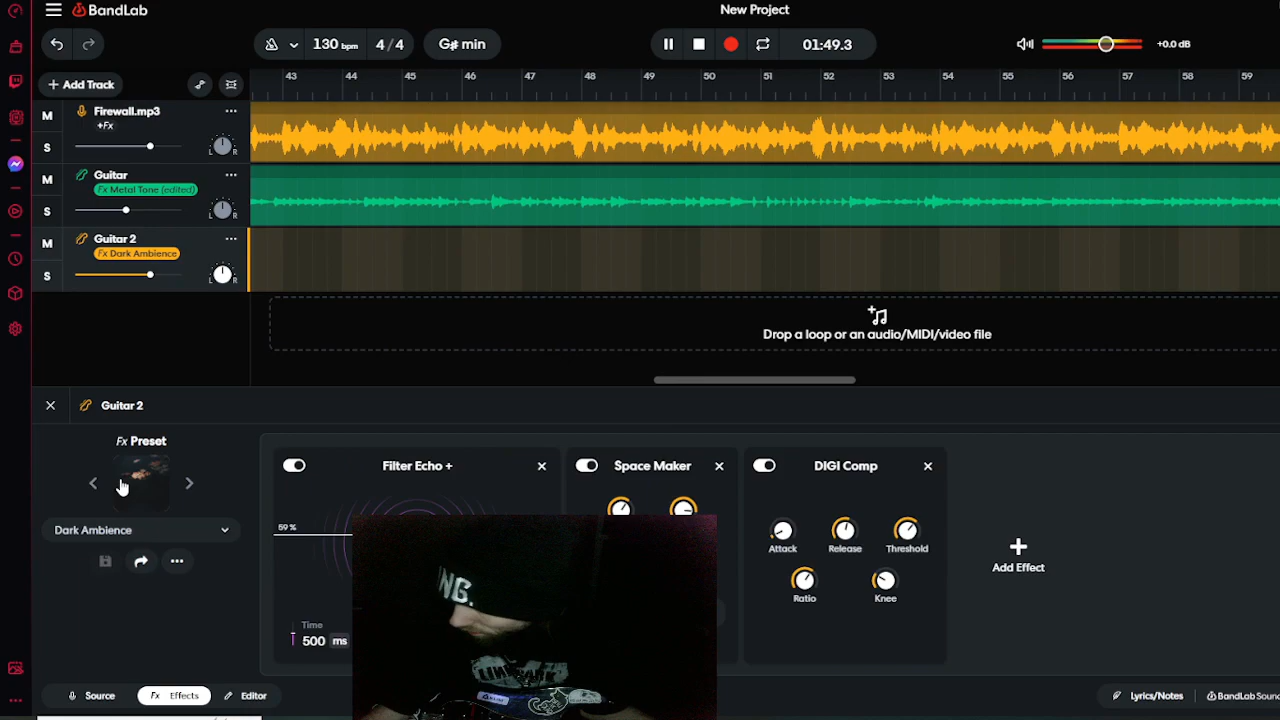 BandLab
New Project
130 bpm
4/4
G# min
01:49.3
+0.0 dB
+ Add Track
43 44 45 46 47 48 49 50 51 52 53 54 55 56 57 58 59
M
Firewall.mp3
+Fx
S
L R
M
Guitar
Fx Metal Tone (edited)
S
L R
M
Guitar 2
Fx Dark Ambience
S
L R
Drop a loop or an audio/MIDI/video file
Guitar 2
Fx Preset
Dark Ambience
Filter Echo +
59 %
Time
500 ms
Space Maker
DIGI Comp
Attack
Release
Threshold
Ratio
Knee
Add Effect
NG.
Source
Fx Effects
Editor
Lyrics/Notes
BandLab Soun